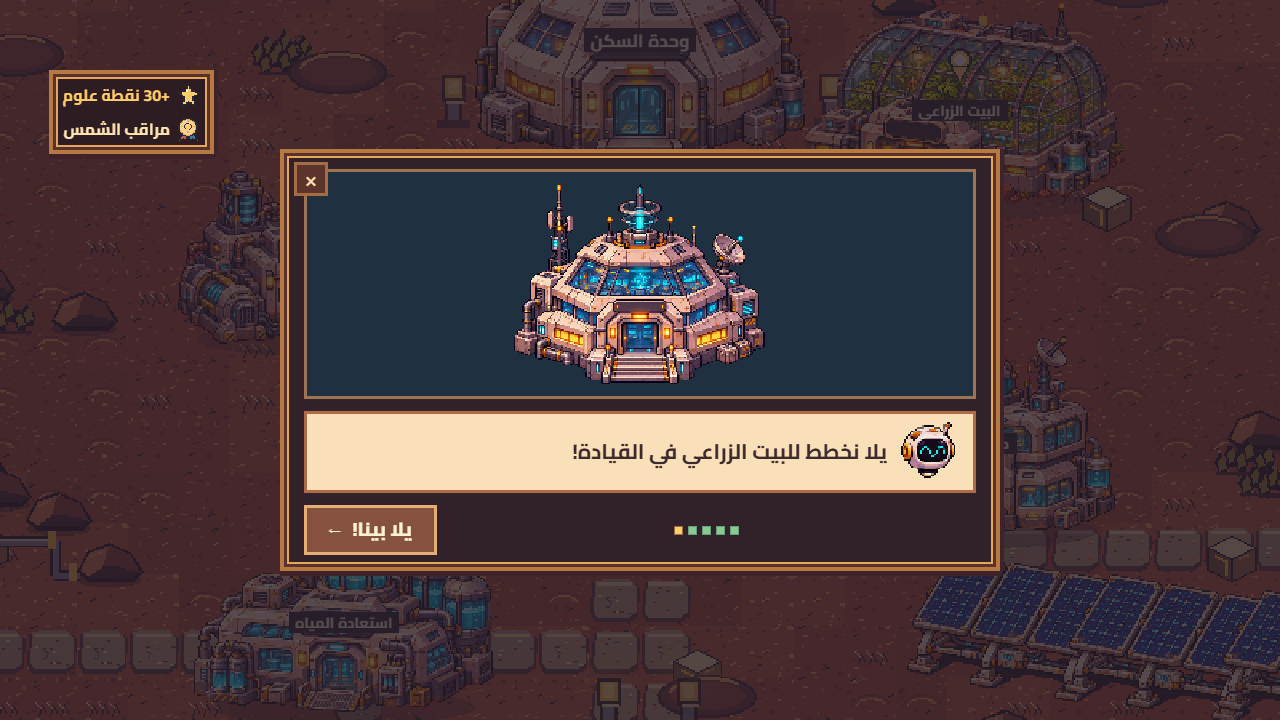 وحدة السكن
+30 نقطة علوم
مراقب الشمس
البيت الزراعي
×
يلا نخطط للبيت الزراعي في القيادة!
يلا بينا! ←
استعادة المياه